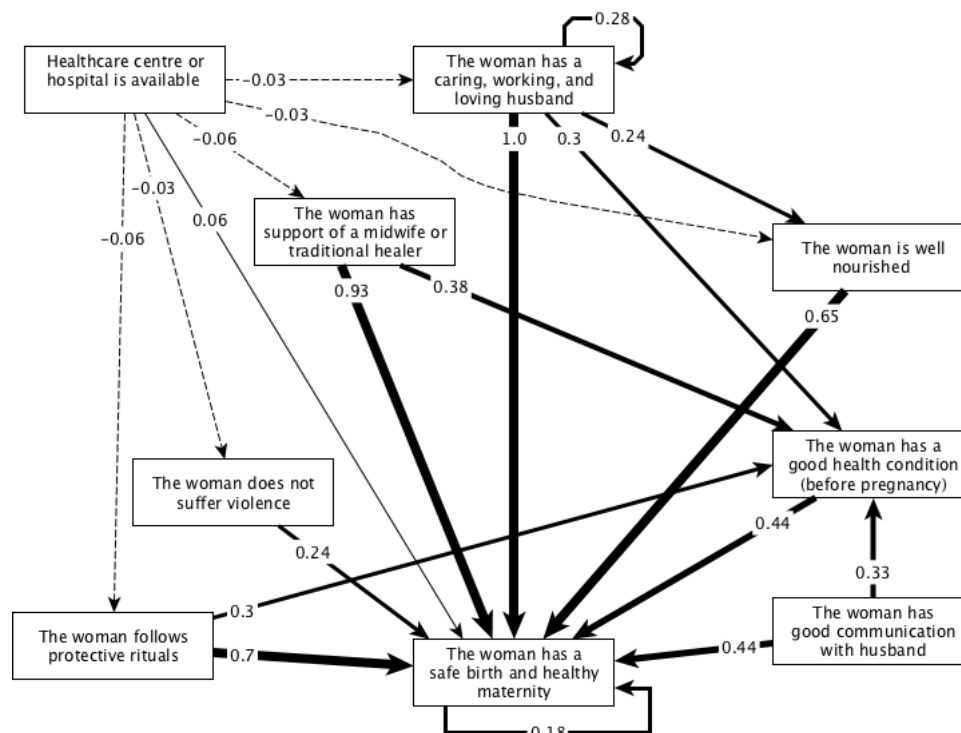 0.28
Healthcare centre or
hospital is available
−0.03
The woman has a
caring, working, and
loving husband
−0.03
−0.06
1.0
0.3
0.24
−0.03
0.06
−0.06
The woman has
support of a midwife or
traditional healer
The woman is well
nourished
0.93
0.38
0.65
The woman has a
good health condition
(before pregnancy)
The woman does not
suffer violence
0.44
0.24
0.33
0.3
The woman follows
protective rituals
0.7
The woman has a
safe birth and healthy
maternity
0.44
The woman has
good communication
with husband
0.18